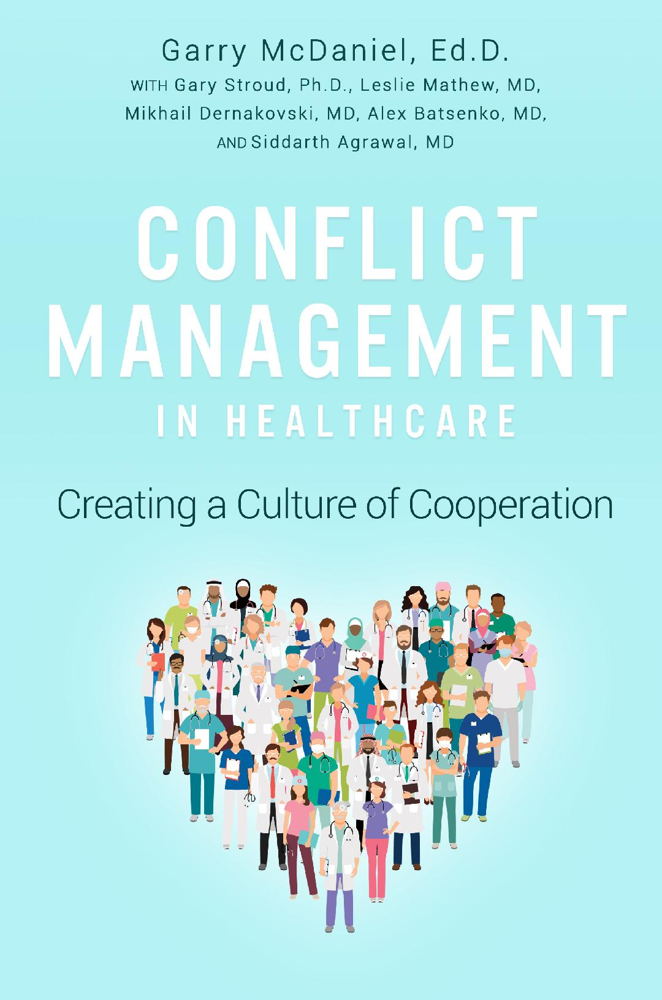 Garry McDaniel, Ed.D.
WITH Gary Stroud, Ph.D., Leslie Mathew, MD,
Mikhail Dernakovski, MD, Alex Batsenko, MD,
AND Siddarth Agrawal, MD
CONFLICT
MANAGEMENT
IN HEALTHCARE
Creating a Culture of Cooperation